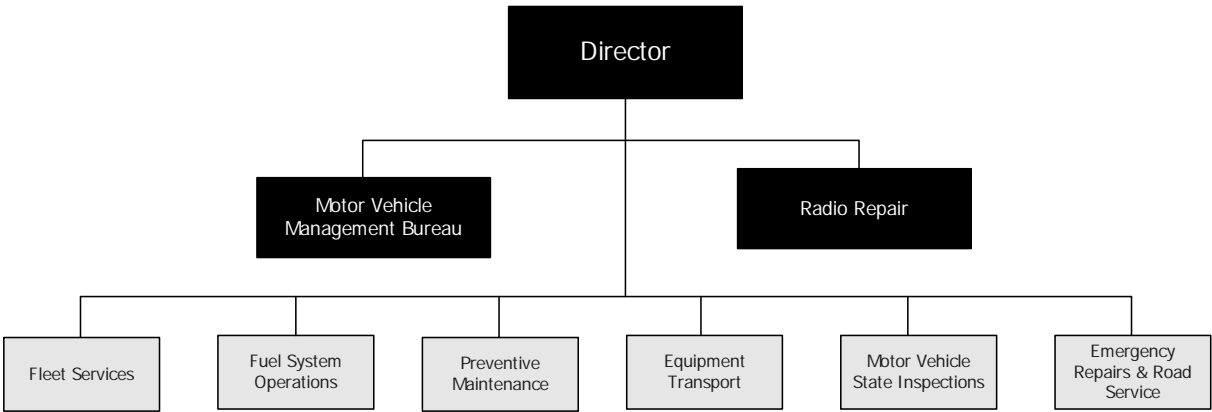 Director
Motor Vehicle
Management Bureau
Radio Repair
Fleet Services
Fuel System
Operations
Preventive
Maintenance
Equipment
Transport
Motor Vehicle
State Inspections
Emergency
Repairs & Road
Service